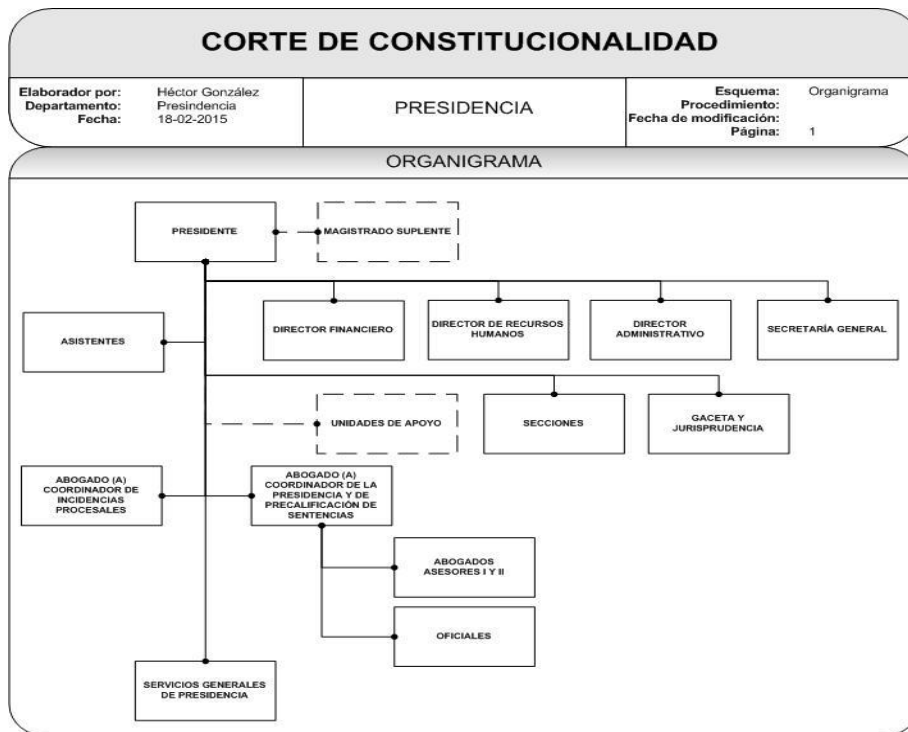 CORTE DE CONSTITUCIONALIDAD
Elaborador por: Héctor González
Departamento: Presindencia
Fecha: 18-02-2015
PRESIDENCIA
Esquema: Organigrama
Procedimiento:
Fecha de modificación:
Página: 1
ORGANIGRAMA
PRESIDENTE
MAGISTRADO SUPLENTE
ASISTENTES
DIRECTOR FINANCIERO
DIRECTOR DE RECURSOS
HUMANOS
DIRECTOR
ADMINISTRATIVO
SECRETARÍA GENERAL
UNIDADES DE APOYO
SECCIONES
GACETA Y
JURISPRUDENCIA
ABOGADO (A)
COORDINADOR DE
INCIDENCIAS
PROCESALES
ABOGADO (A)
COORDINADOR DE LA
PRESIDENCIA Y DE
PRECALIFICACIÓN DE
SENTENCIAS
ABOGADOS
ASESORES I Y II
OFICIALES
SERVICIOS GENERALES
DE PRESIDENCIA